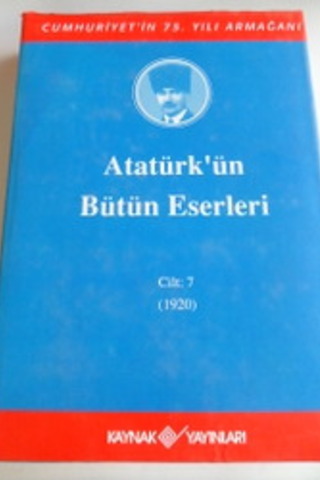 CUMHURİYET'İN 75. YILI ARMAĞANI
Atatürk'ün
Bütün Eserleri
Cilt: 7
(1920)
KAYNAK YAYINLARI